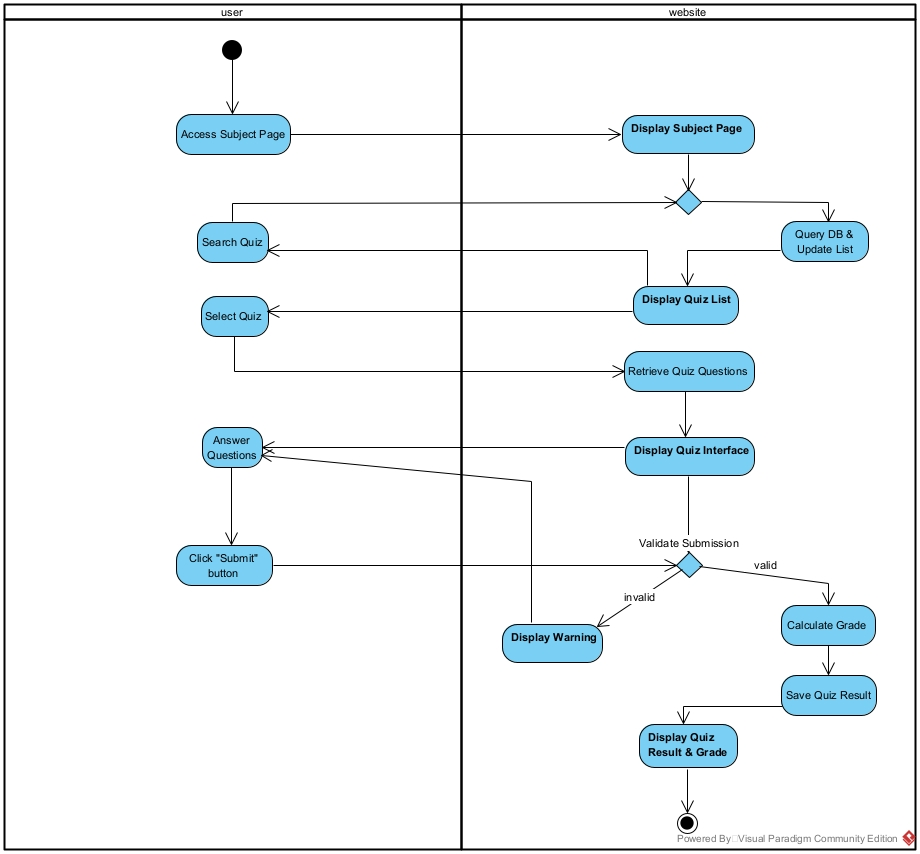 user
website
Access Subject Page
Display Subject Page
Search Quiz
Query DB &
Update List
Display Quiz List
Select Quiz
Retrieve Quiz Questions
Answer
Questions
Display Quiz Interface
Validate Submission
Click "Submit"
button
valid
invalid
Calculate Grade
Display Warning
Save Quiz Result
Display Quiz
Result & Grade
Powered By Visual Paradigm Community Edition